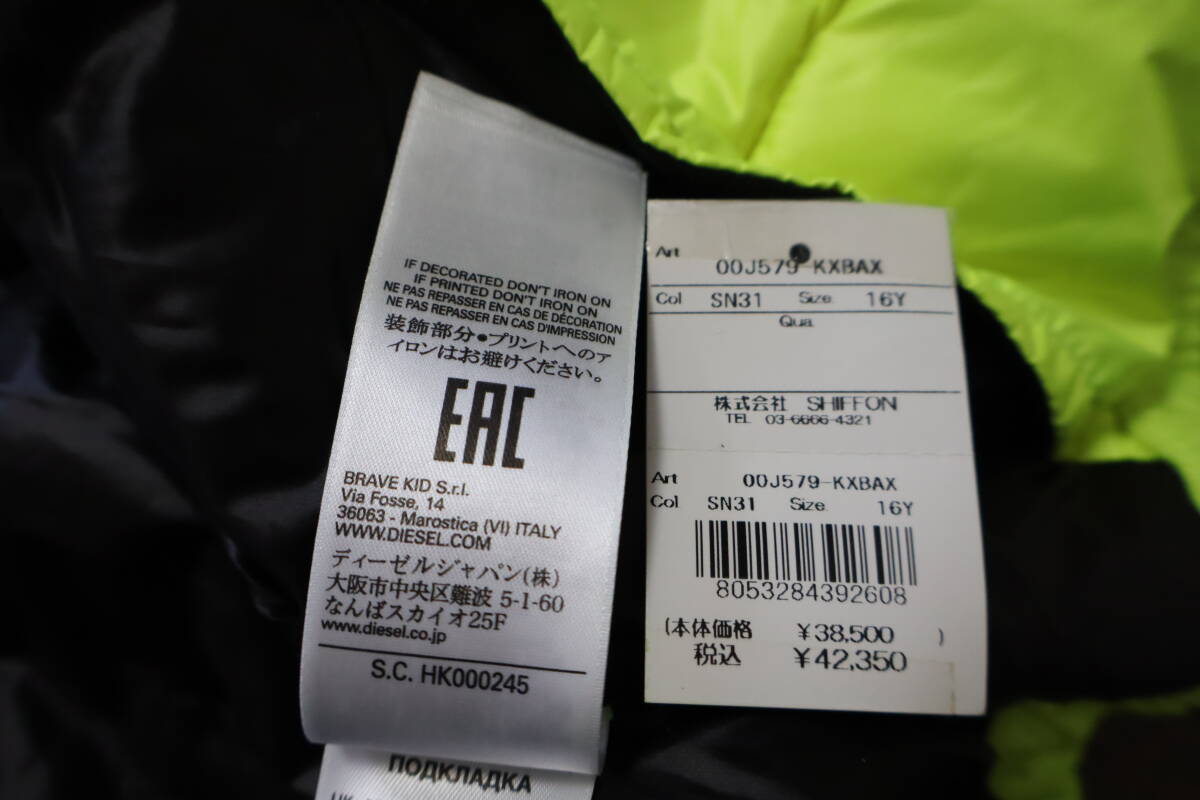 IF DECORATED DON'T IRON ON
IF PRINTED DON'T IRON ON
NE PAS REPASSER EN CAS DE DÉCORATION
NE PAS REPASSER EN CAS D'IMPRESSION
装飾部分●プリントへのア
イロンはお避けください。
EAC
BRAVE KID S.r.l.
Via Fosse, 14
36063 - Marostica (VI) ITALY
WWW.DIESEL.COM
ディーゼルジャパン(株)
大阪市中央区難波 5-1-60
なんばスカイオ25F
www.diesel.co.jp
S.C. HK000245
ПОДКЛАДКА
Art 00J579-KXBAX
Col SN31 Size 16Y
Qua
株式会社 SHIFFON
TEL 03-6666-4321
Art 00J579-KXBAX
Col SN31 Size 16Y
8053284392608
(本体価格 ¥38,500 )
税込 ¥42,350